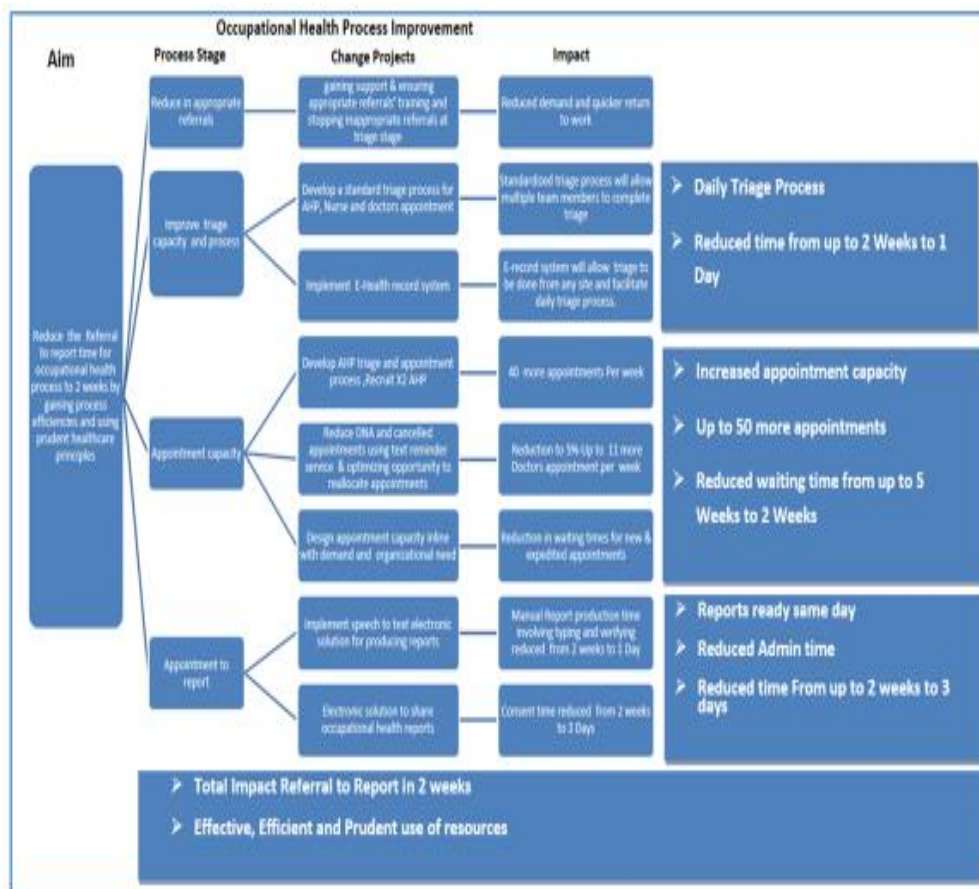 Occupational Health Process Improvement
Aim
Process Stage
Change Projects
Impact
Reduce the Referral
to report time for
occupational health
process to 2 weeks by
gaining process
efficiencies and using
prudent healthcare
principles
Reduce in appropriate
referrals
gaining support & ensuring
appropriate referrals' training and
stopping inappropriate referrals at
triage stage
Reduced demand and quicker return
to work
Improve triage
capacity and process
Develop a standard triage process for
AHP, Nurse and doctors appointment
Standardized triage process will allow
multiple team members to complete
triage
Implement E-Health record system
E-record system will allow triage to
be done from any site and facilitate
daily triage process.
➢ Daily Triage Process
➢ Reduced time from up to 2 Weeks to 1
Day
Appointment capacity
Develop AHP triage and appointment
process ,Recruit X2 AHP
40 more appointments Per week
Reduce DNA and cancelled
appointments using text reminder
service & optimizing opportunity to
reallocate appointments
Reduction to 5%-Up to 11 more
Doctors appointment per week
Design appointment capacity inline
with demand and organizational need
Reduction in waiting times for new &
expedited appointments
➢ Increased appointment capacity
➢ Up to 50 more appointments
➢ Reduced waiting time from up to 5
Weeks to 2 Weeks
Appointment to
report
Implement speech to text electronic
solution for producing reports
Manual Report production time
involving typing and verifying
reduced from 2 weeks to 1 Day
Electronic solution to share
occupational health reports
Consent time reduced from 2 weeks
to Days
➢ Reports ready same day
➢ Reduced Admin time
➢ Reduced time From up to 2 weeks to 3
days
➢ Total Impact Referral to Report in 2 weeks
➢ Effective, Efficient and Prudent use of resources